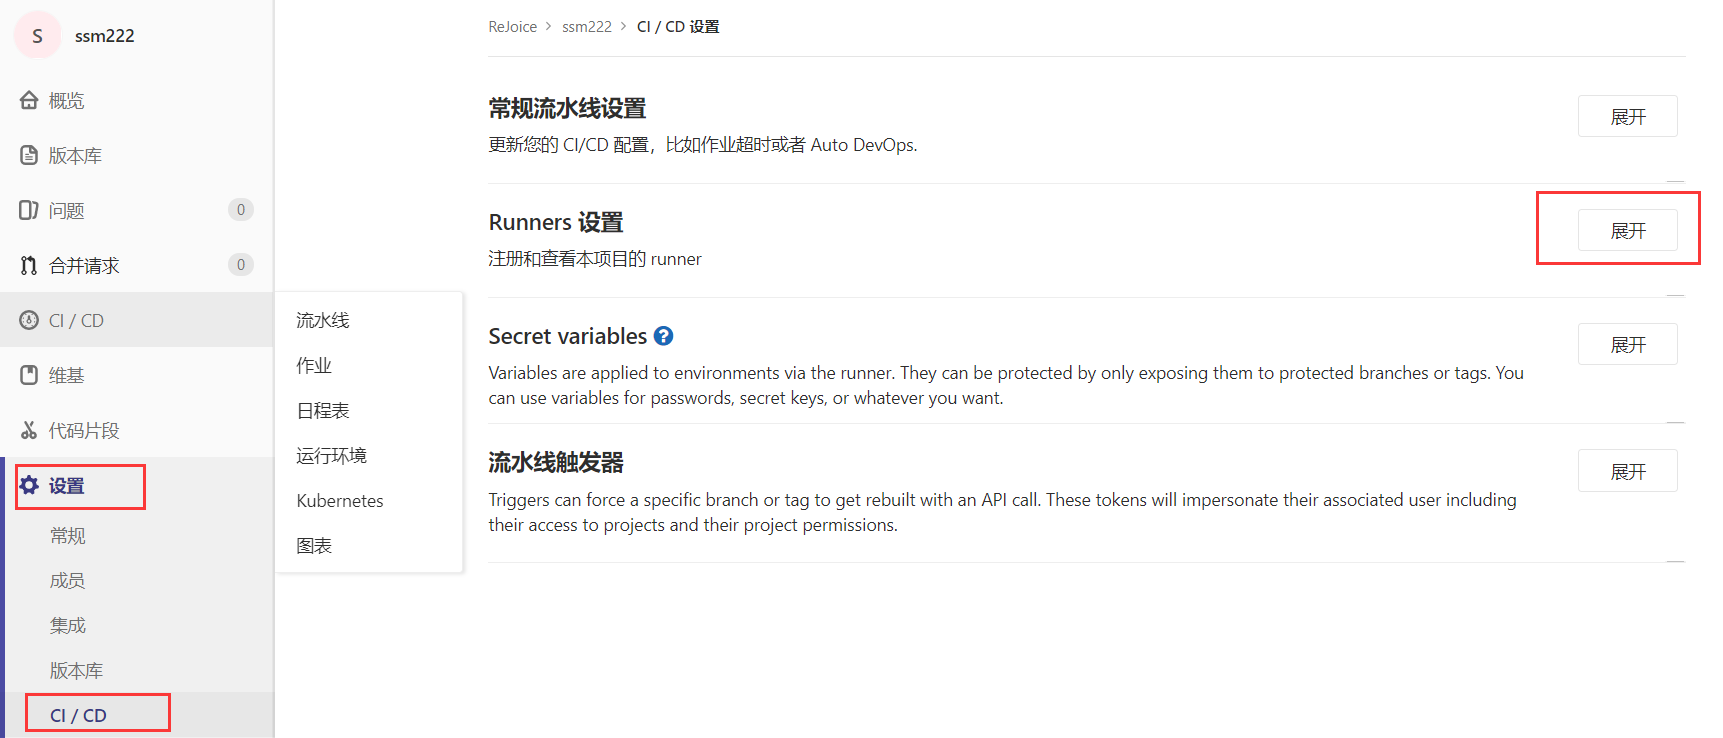 S
ssm222
概览
版本库
问题
0
合并请求
0
CI / CD
维基
代码片段
设置
常规
成员
集成
版本库
CI / CD
流水线
作业
日程表
运行环境
Kubernetes
图表
ReJoice > ssm222 > CI / CD 设置
常规流水线设置
展开
更新您的 CI/CD 配置，比如作业超时或者 Auto DevOps.
Runners 设置
展开
注册和查看本项目的 runner
Secret variables ?
展开
Variables are applied to environments via the runner. They can be protected by only exposing them to protected branches or tags. You
can use variables for passwords, secret keys, or whatever you want.
流水线触发器
展开
Triggers can force a specific branch or tag to get rebuilt with an API call. These tokens will impersonate their associated user including
their access to projects and their project permissions.